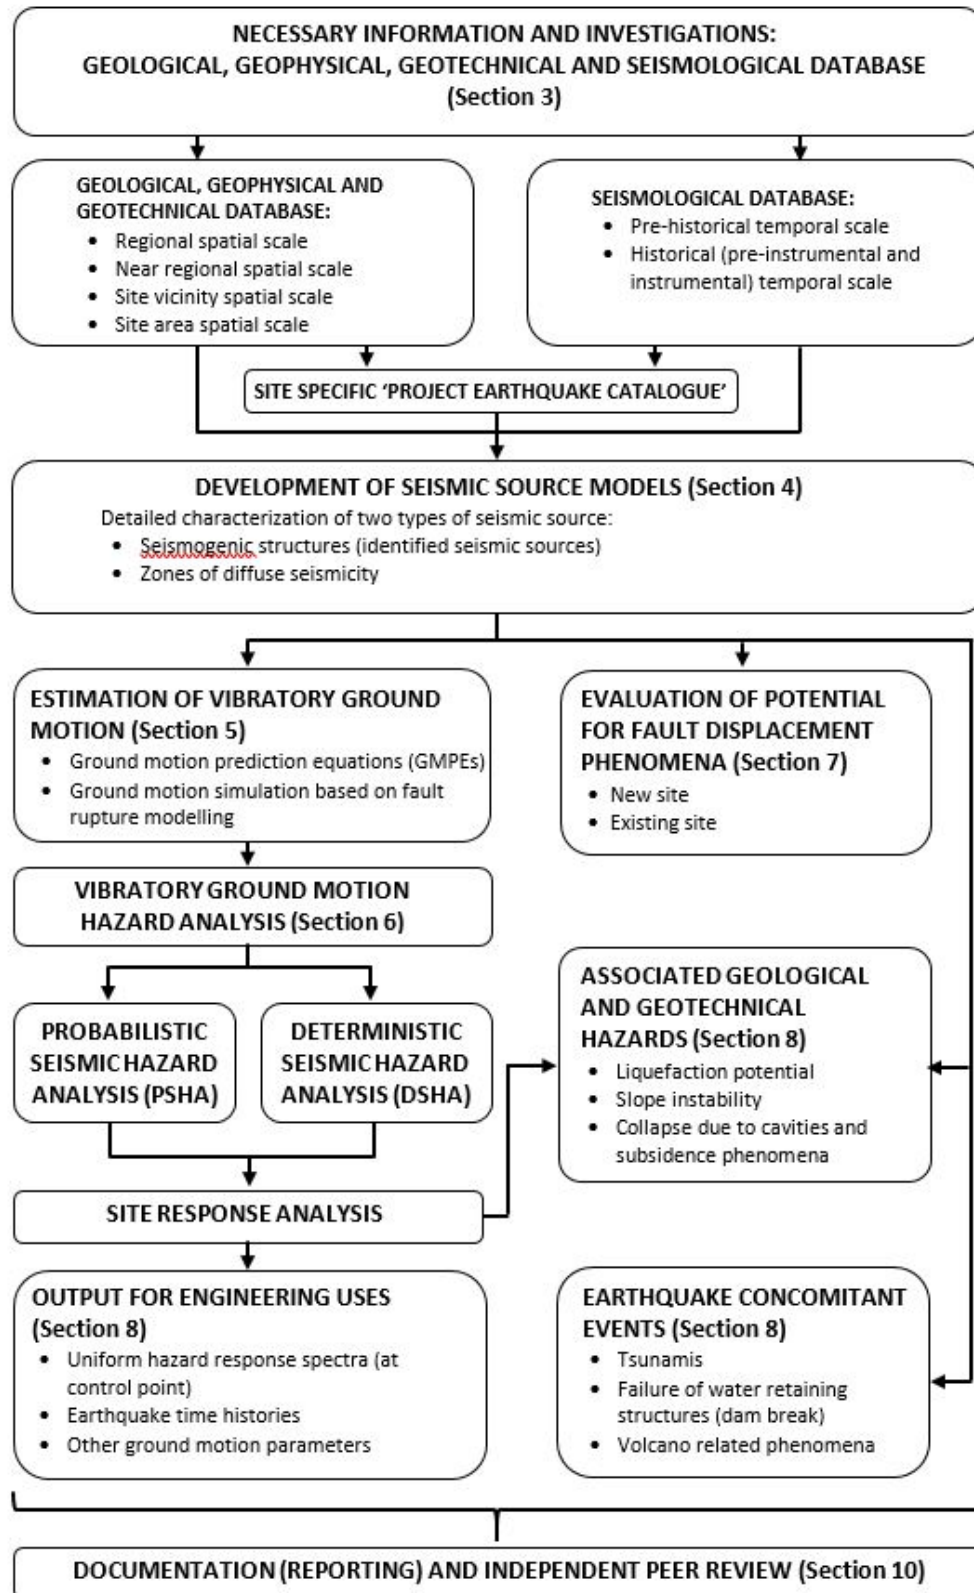 NECESSARY INFORMATION AND INVESTIGATIONS:
GEOLOGICAL, GEOPHYSICAL, GEOTECHNICAL AND SEISMOLOGICAL DATABASE
(Section 3)
GEOLOGICAL, GEOPHYSICAL AND
GEOTECHNICAL DATABASE:
• Regional spatial scale
• Near regional spatial scale
• Site vicinity spatial scale
• Site area spatial scale
SEISMOLOGICAL DATABASE:
• Pre-historical temporal scale
• Historical (pre-instrumental and
instrumental) temporal scale
SITE SPECIFIC ‘PROJECT EARTHQUAKE CATALOGUE’
DEVELOPMENT OF SEISMIC SOURCE MODELS (Section 4)
Detailed characterization of two types of seismic source:
• Seismogenic structures (identified seismic sources)
• Zones of diffuse seismicity
ESTIMATION OF VIBRATORY GROUND
MOTION (Section 5)
• Ground motion prediction equations (GMPEs)
• Ground motion simulation based on fault
rupture modelling
EVALUATION OF POTENTIAL
FOR FAULT DISPLACEMENT
PHENOMENA (Section 7)
• New site
• Existing site
VIBRATORY GROUND MOTION
HAZARD ANALYSIS (Section 6)
PROBABILISTIC
SEISMIC HAZARD
ANALYSIS (PSHA)
DETERMINISTIC
SEISMIC HAZARD
ANALYSIS (DSHA)
ASSOCIATED GEOLOGICAL
AND GEOTECHNICAL
HAZARDS (Section 8)
• Liquefaction potential
• Slope instability
• Collapse due to cavities and
subsidence phenomena
SITE RESPONSE ANALYSIS
OUTPUT FOR ENGINEERING USES
(Section 8)
• Uniform hazard response spectra (at
control point)
• Earthquake time histories
• Other ground motion parameters
EARTHQUAKE CONCOMITANT
EVENTS (Section 8)
• Tsunamis
• Failure of water retaining
structures (dam break)
• Volcano related phenomena
DOCUMENTATION (REPORTING) AND INDEPENDENT PEER REVIEW (Section 10)